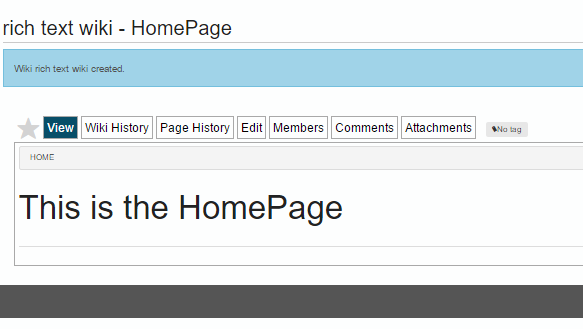 rich text wiki - HomePage
Wiki rich text wiki created.
View Wiki History Page History Edit Members Comments Attachments No tag
HOME
This is the HomePage